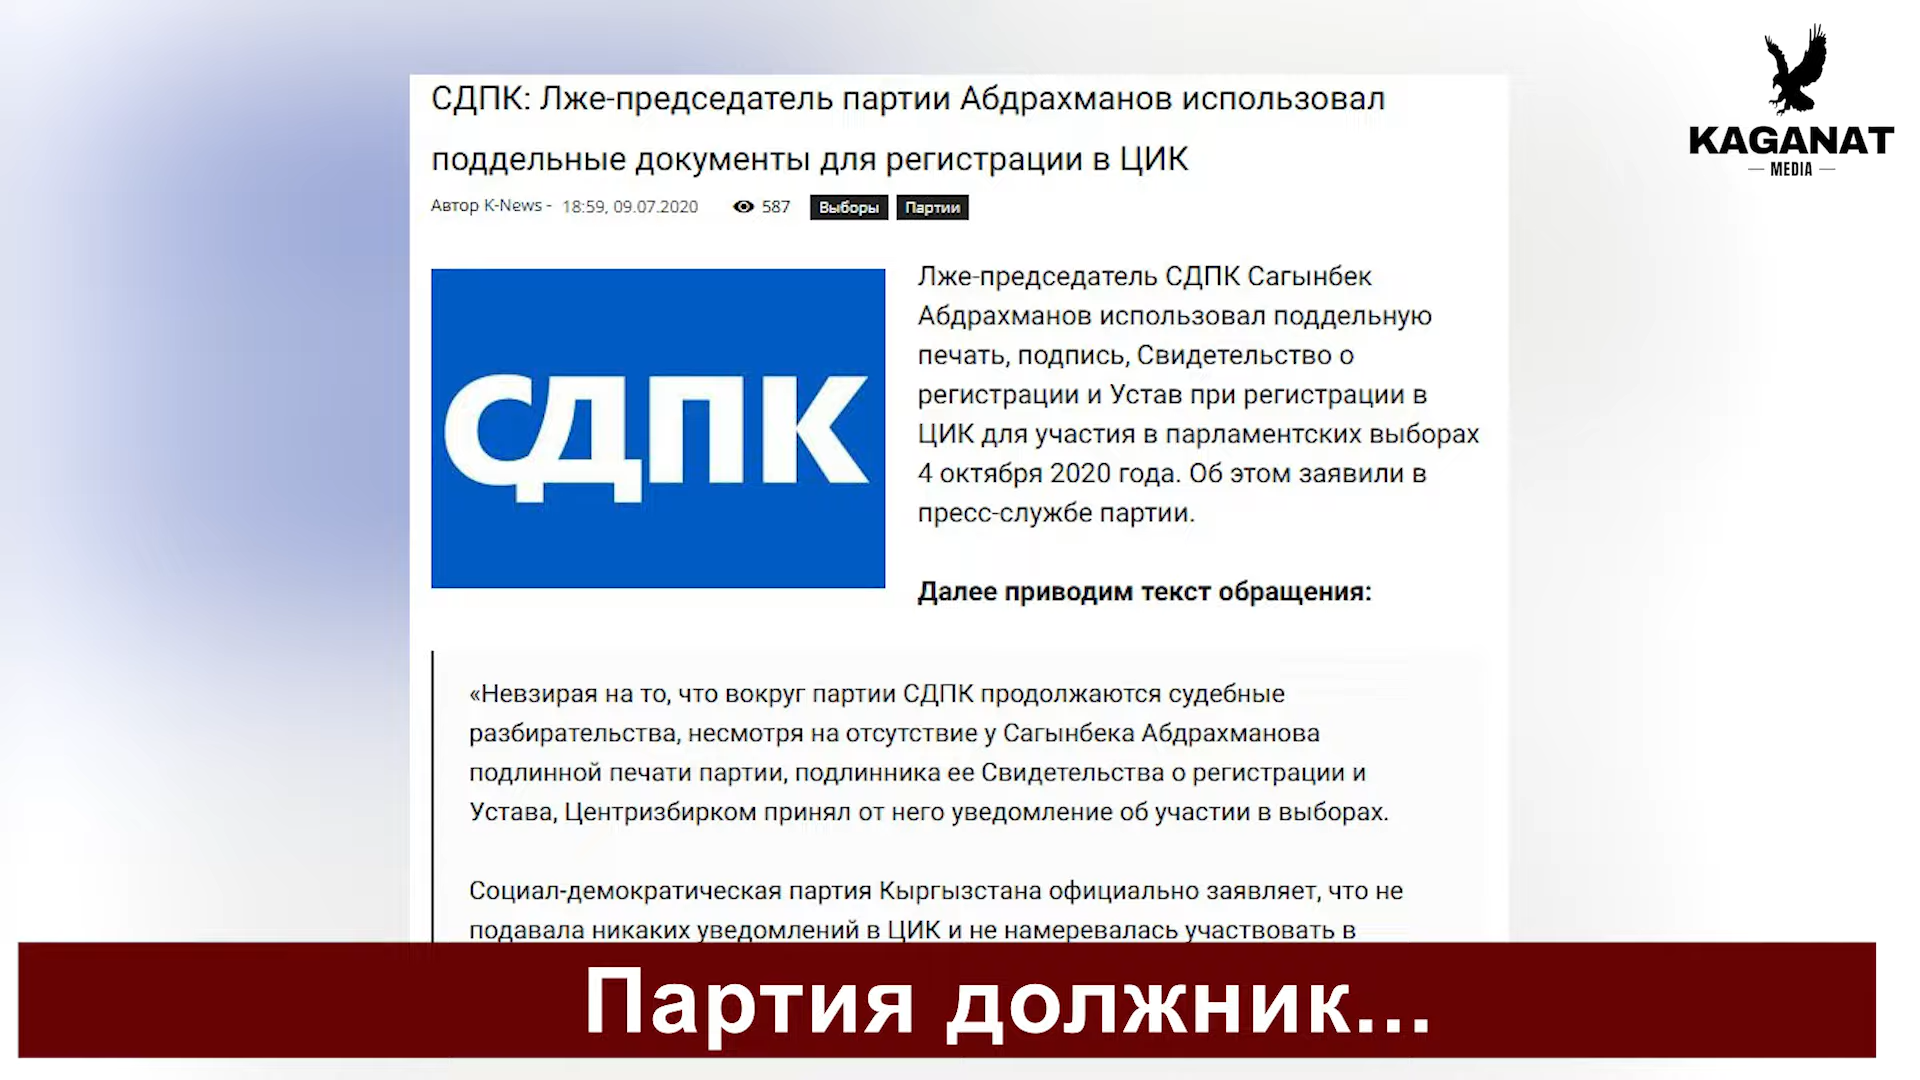 СДПК: Лже-председатель партии Абдрахманов использовал
поддельные документы для регистрации в ЦИК
Автор K-News - 18:59, 09.07.2020 587 Выборы Партии
KAGANAT
— MEDIA —
СДПК
Лже-председатель СДПК Сагынбек
Абдрахманов использовал поддельную
печать, подпись, Свидетельство о
регистрации и Устав при регистрации в
ЦИК для участия в парламентских выборах
4 октября 2020 года. Об этом заявили в
пресс-службе партии.
Далее приводим текст обращения:
«Невзирая на то, что вокруг партии СДПК продолжаются судебные
разбирательства, несмотря на отсутствие у Сагынбека Абдрахманова
подлинной печати партии, подлинника ее Свидетельства о регистрации и
Устава, Центризбирком принял от него уведомление об участии в выборах.
Социал-демократическая партия Кыргызстана официально заявляет, что не
подавала никаких уведомлений в ЦИК и не намеревалась участвовать в
Партия должник...